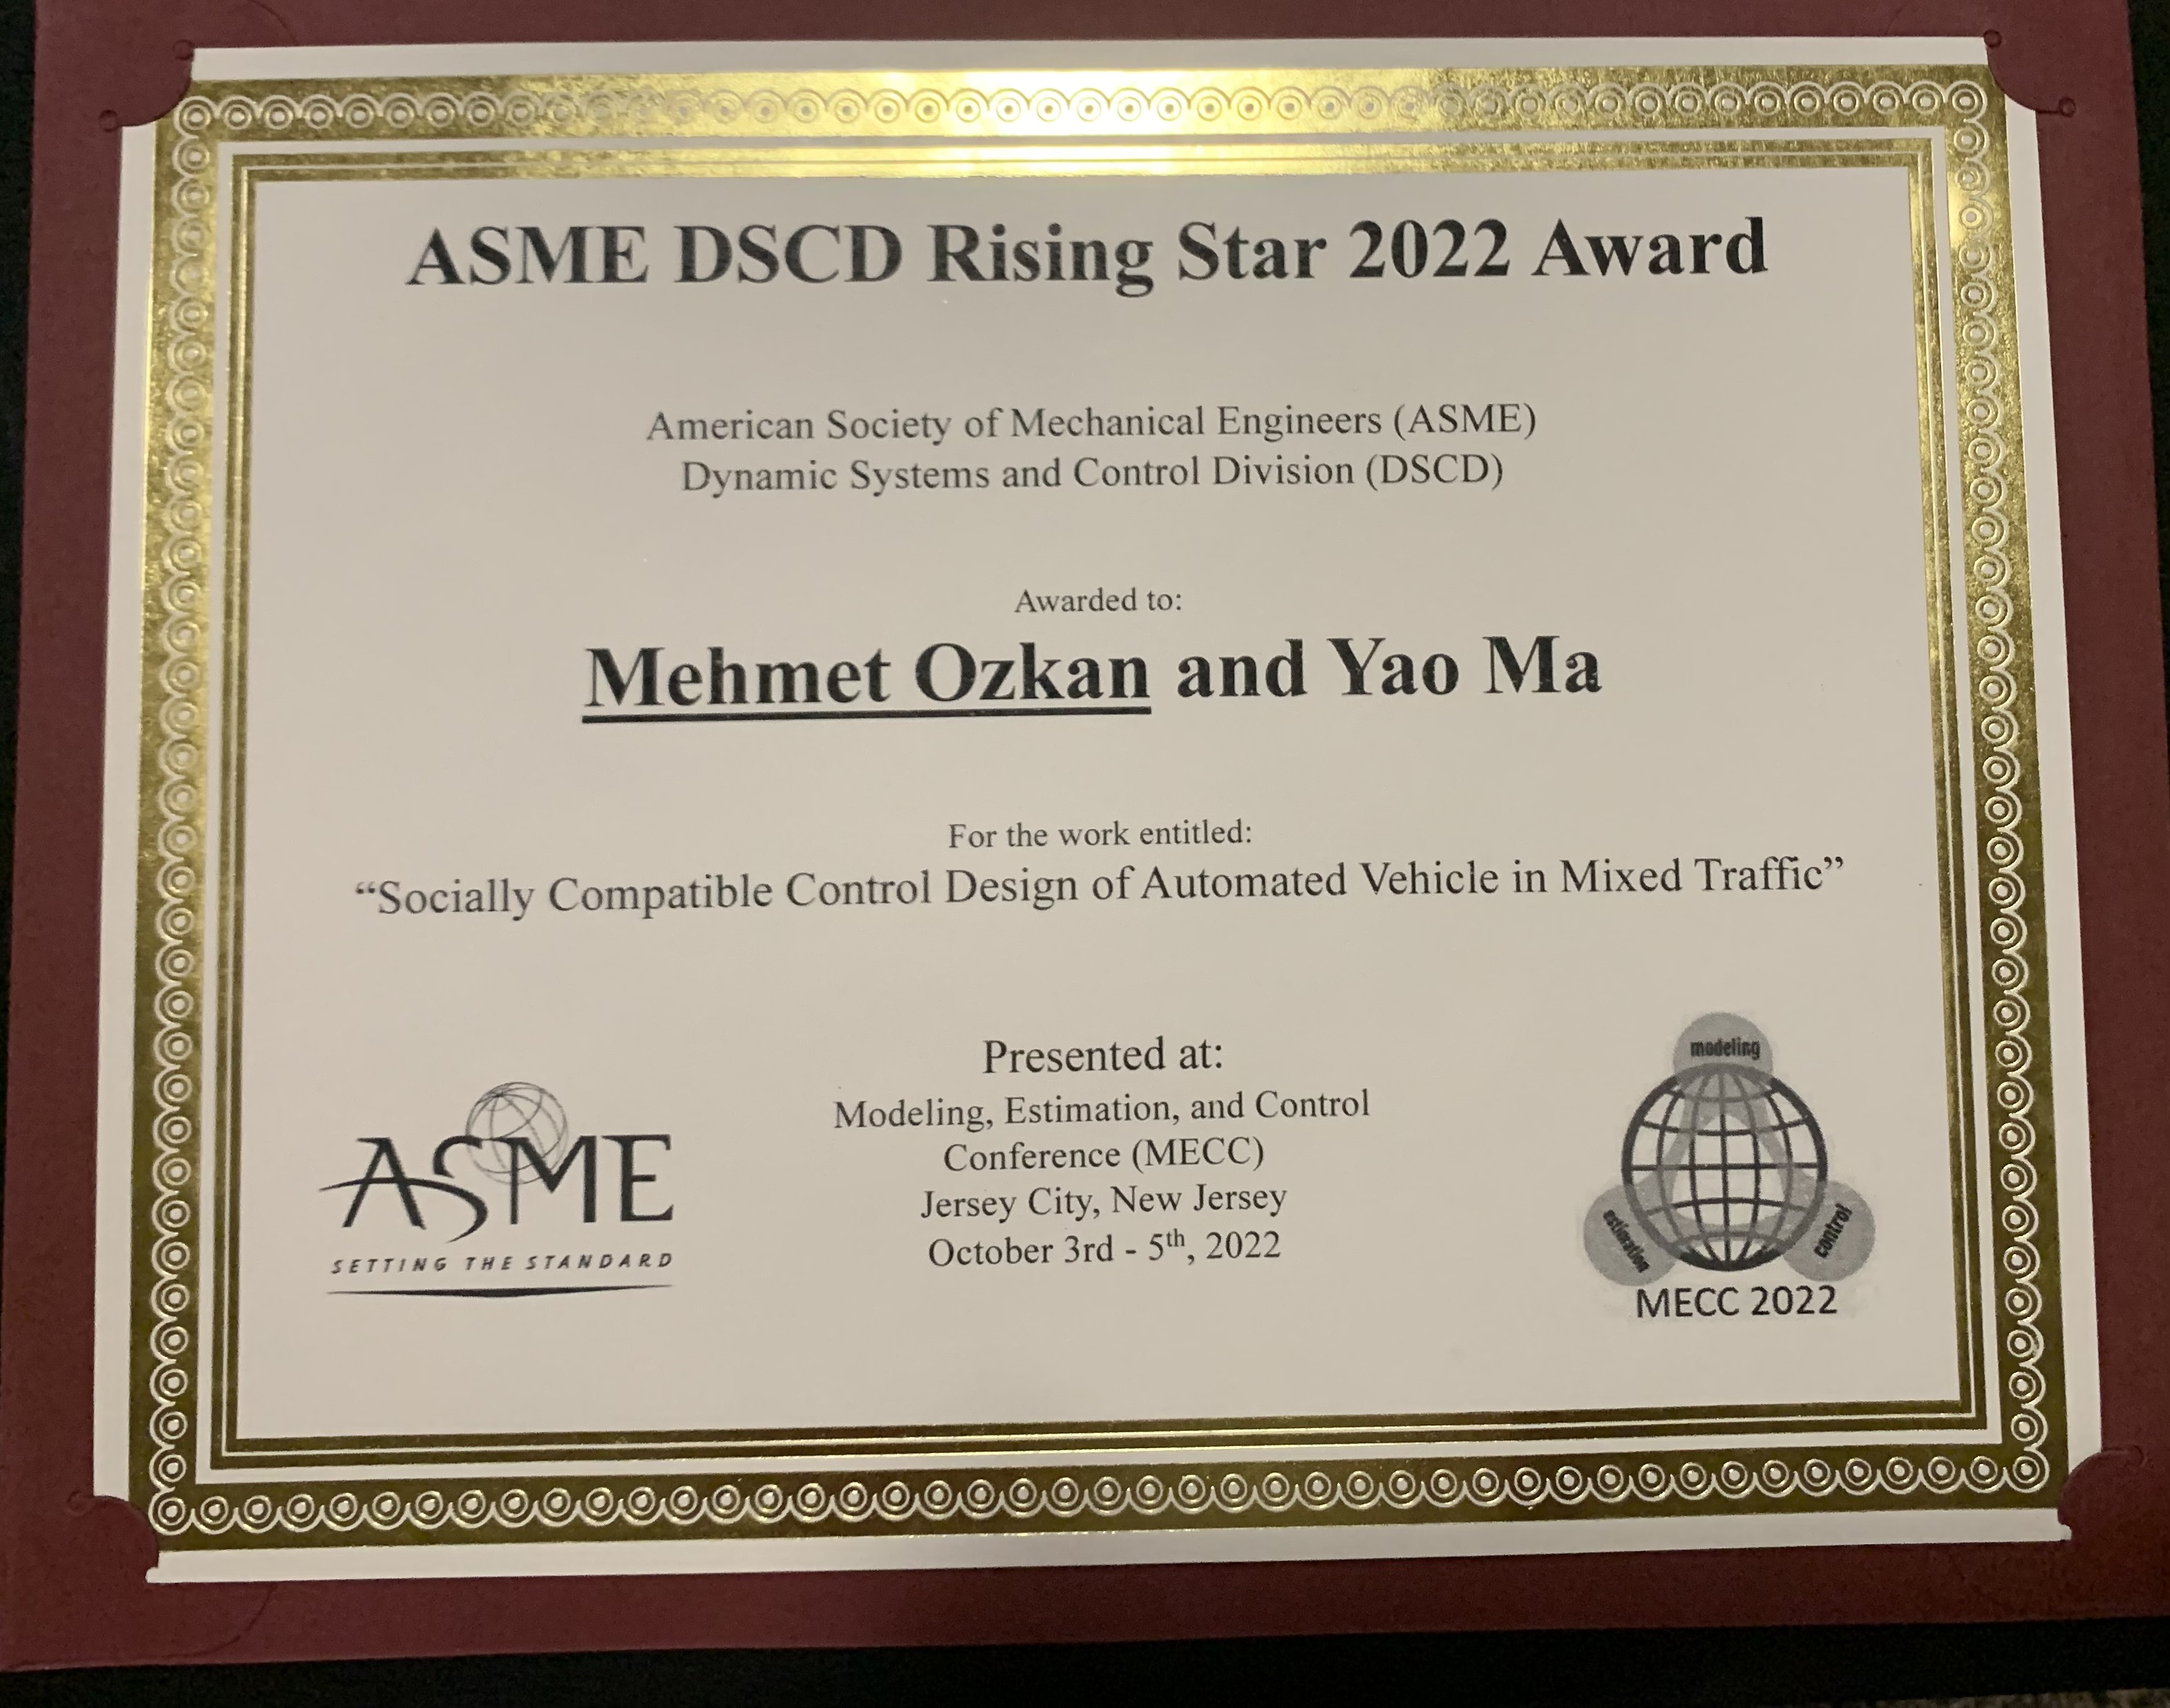 ASME DSCD Rising Star 2022 Award
American Society of Mechanical Engineers (ASME)
Dynamic Systems and Control Division (DSCD)
Awarded to:
Mehmet Ozkan and Yao Ma
For the work entitled:
“Socially Compatible Control Design of Automated Vehicle in Mixed Traffic”
Presented at:
Modeling, Estimation, and Control
Conference (MECC)
Jersey City, New Jersey
October 3rd - 5th, 2022
ASME
SETTING THE STANDARD
modeling
estimation
control
MECC 2022